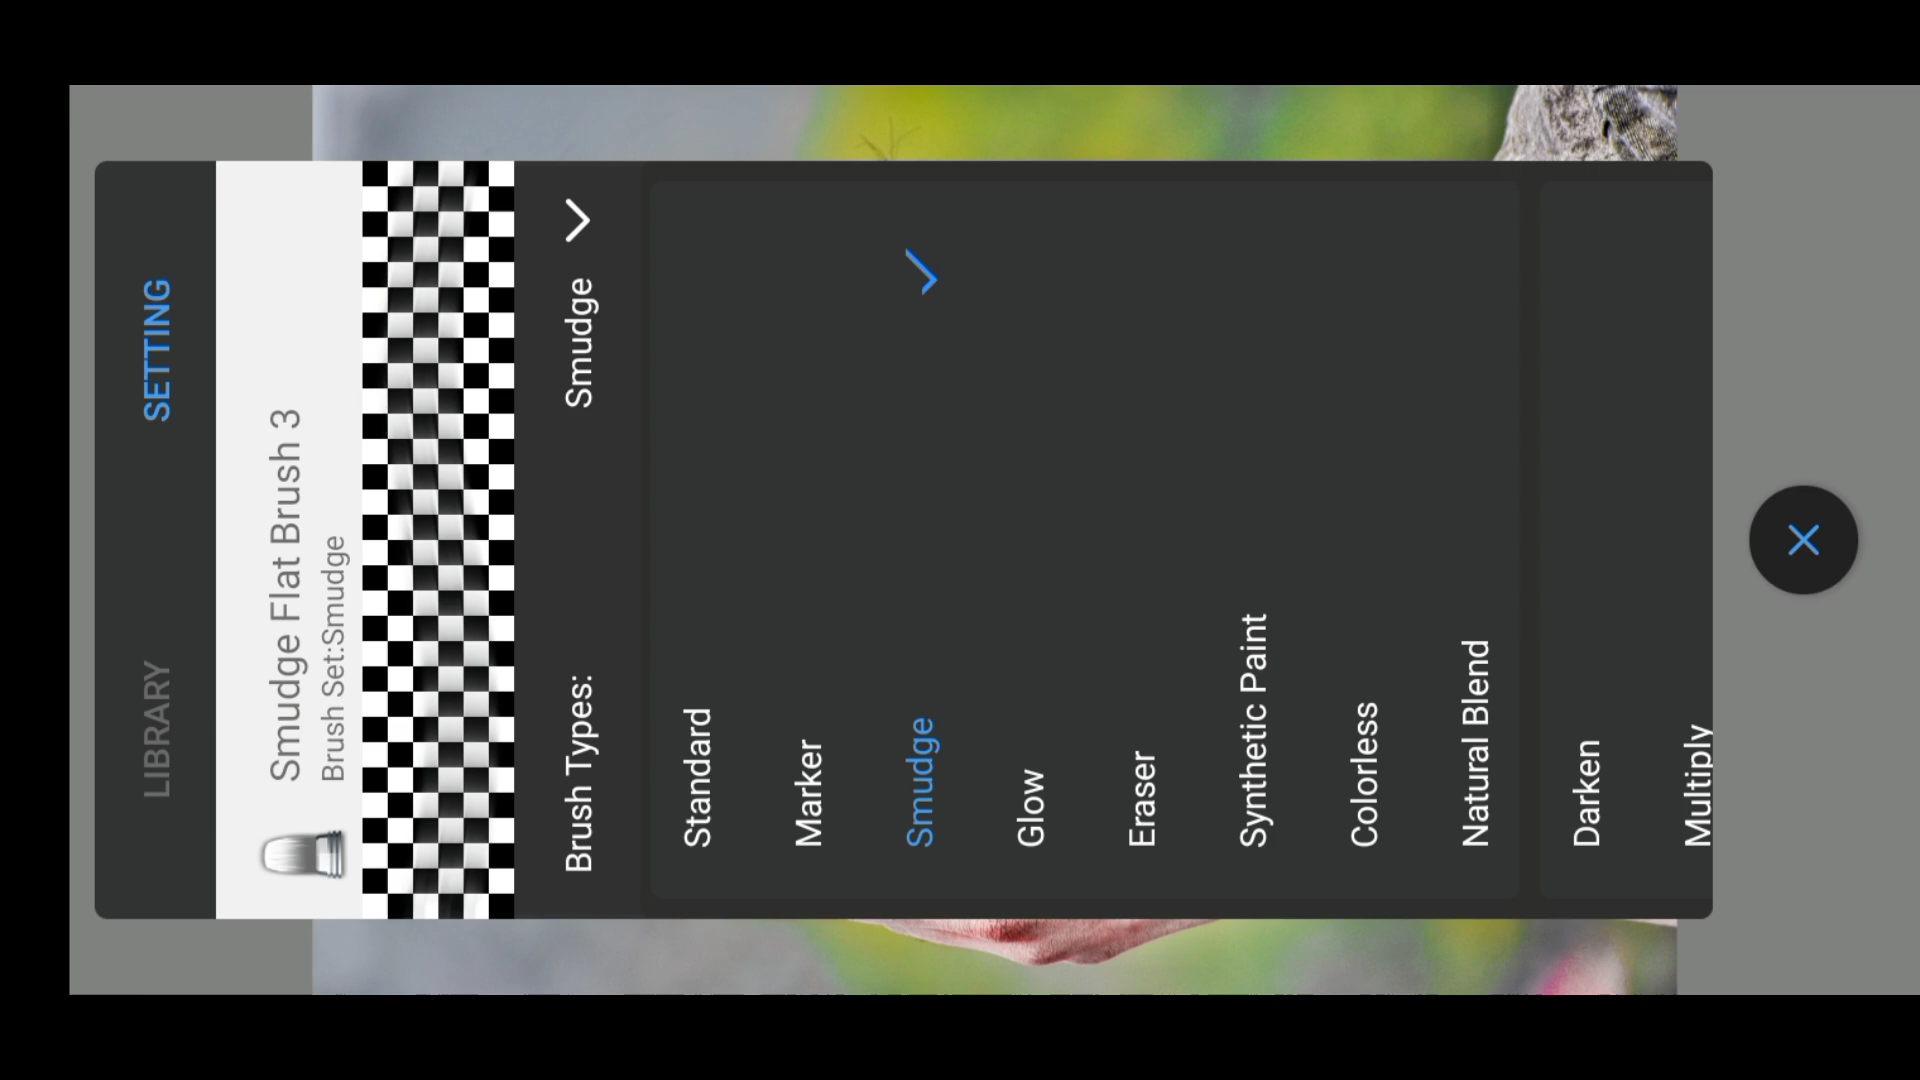 LIBRARY SETTING
Smudge Flat Brush 3
Brush Set:Smudge
Brush Types: Smudge
Standard
Marker
Smudge
Glow
Eraser
Synthetic Paint
Colorless
Natural Blend
Darken
Multiply